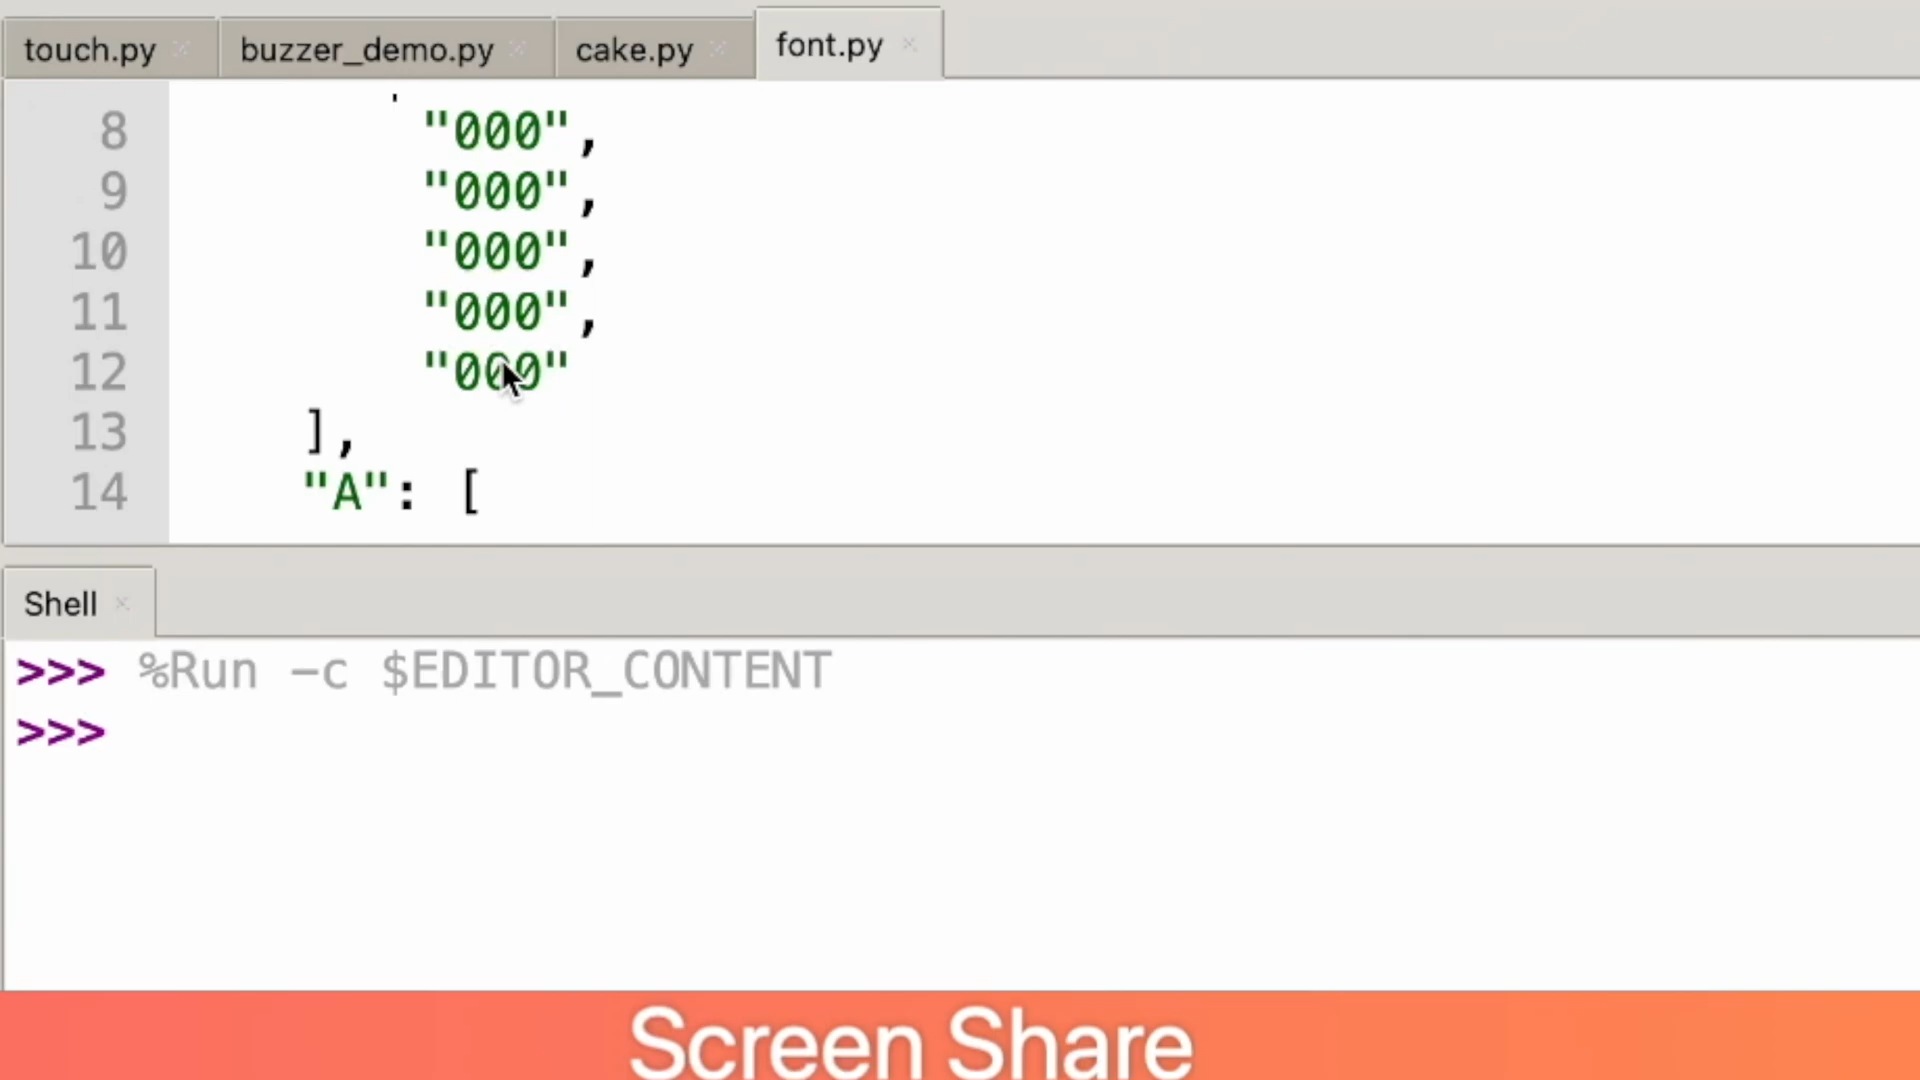 touch.py
buzzer_demo.py
cake.py
font.py
8 "000",
9 "000",
10 "000",
11 "000",
12 "000"
13 ],
14 "A": [
Shell
>>> %Run -c $EDITOR_CONTENT
>>>
Screen Share